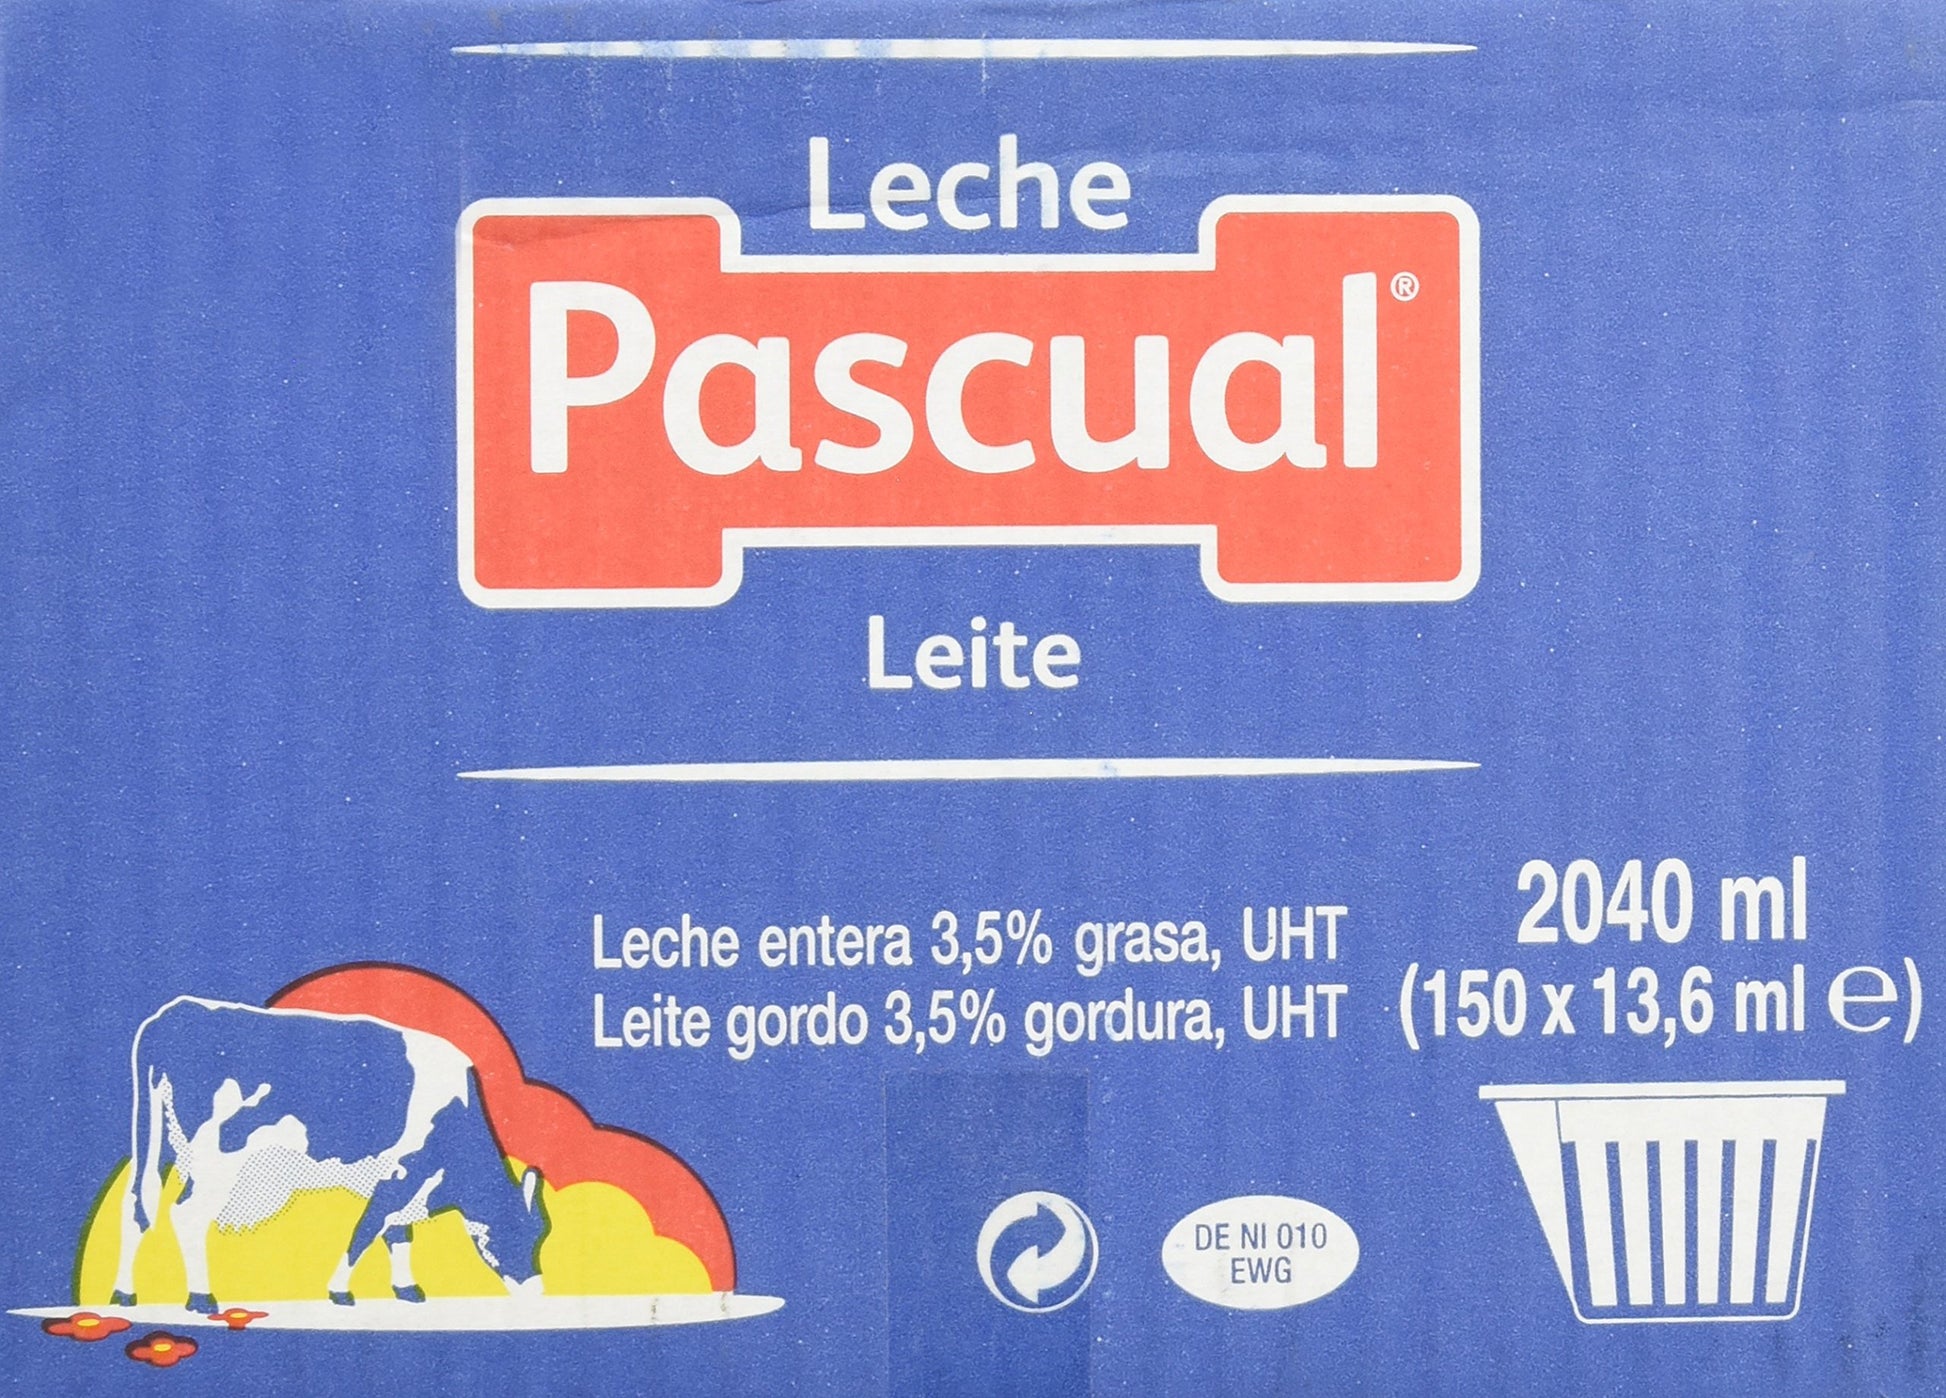 Leche
Pascual®
Leite
Leche entera 3,5% grasa, UHT
Leite gordo 3,5% gordura, UHT
2040 ml
(150 x 13,6 ml ℮)
DE NI 010
EWG